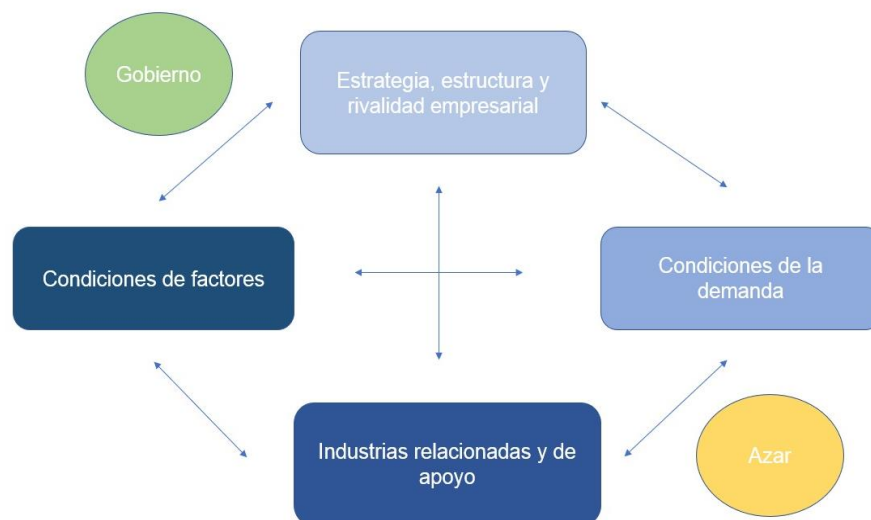 Gobierno
Estrategia, estructura y
rivalidad empresarial
Condiciones de factores
Condiciones de la
demanda
Industrias relacionadas y de
apoyo
Azar